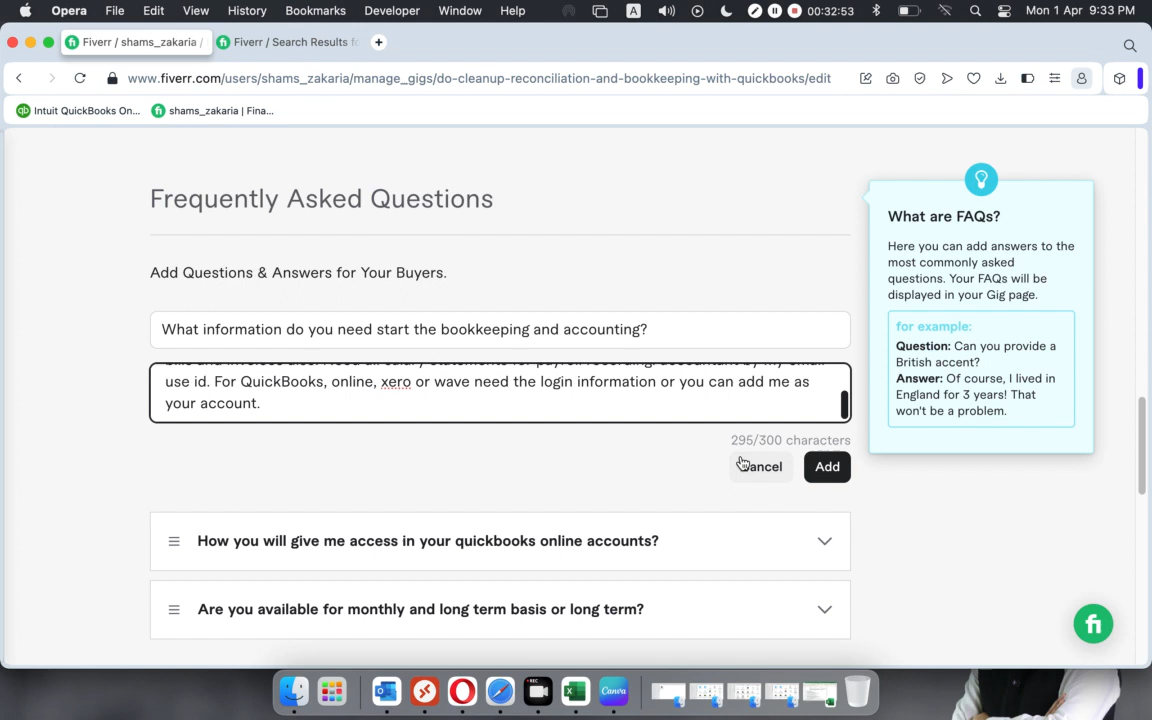 Opera File Edit View History Bookmarks Developer Window Help A 00:32:53 Mon 1 Apr 9:33 PM
Fiverr / shams_zakaria / Fiverr / Search Results fo
www.fiverr.com/users/shams_zakaria/manage_gigs/do-cleanup-reconciliation-and-bookkeeping-with-quickbooks/edit
qb Intuit QuickBooks On... fi shams_zakaria | Fina...
Frequently Asked Questions
Add Questions & Answers for Your Buyers.
What information do you need start the bookkeeping and accounting?
use id. For QuickBooks, online, xero or wave need the login information or you can add me as
your account.
295/300 characters
Cancel Add
How you will give me access in your quickbooks online accounts?
Are you available for monthly and long term basis or long term?
What are FAQs?
Here you can add answers to the
most commonly asked
questions. Your FAQs will be
displayed in your Gig page.
for example:
Question: Can you provide a
British accent?
Answer: Of course, I lived in
England for 3 years! That
won't be a problem.
fi
REC
Canva